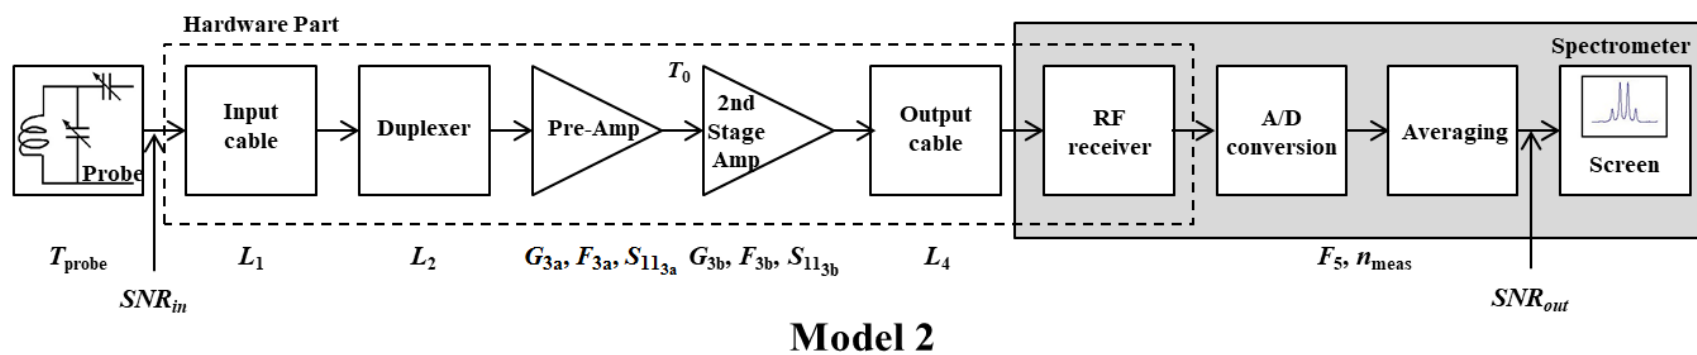 Hardware Part
Spectrometer
Probe
Input
cable
Duplexer
Pre-Amp
T0
2nd
Stage
Amp
Output
cable
RF
receiver
A/D
conversion
Averaging
Screen
Tprobe
L1
L2
G3a, F3a, S113a
G3b, F3b, S113b
L4
F5, nmeas
SNRin
SNRout
Model 2